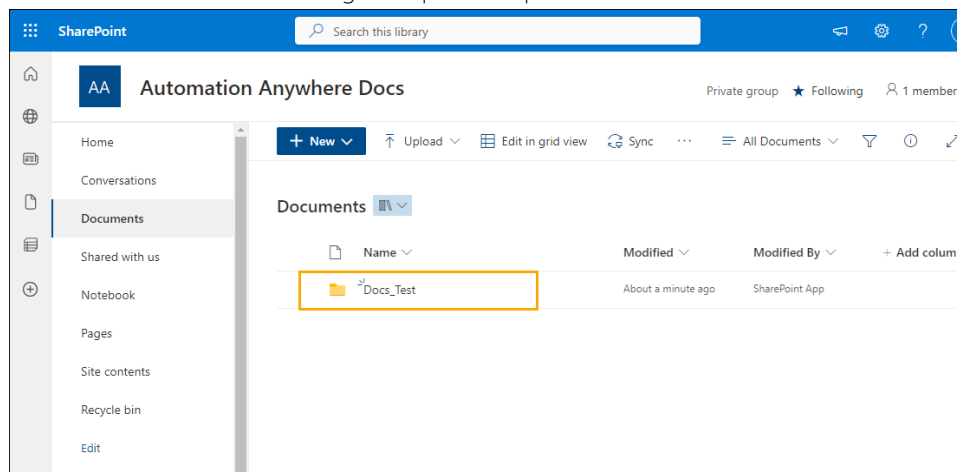 SharePoint
Search this library
?
AA
Automation Anywhere Docs
Private group ★ Following 1 member
Home
+ New Upload Edit in grid view Sync ··· All Documents
Conversations
Documents
Documents
Shared with us
Name Modified Modified By + Add colum
Notebook
Docs_Test About a minute ago SharePoint App
Pages
Site contents
Recycle bin
Edit